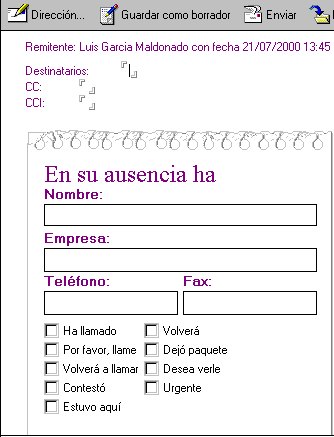 Dirección... Guardar como borrador Enviar
Remitente: Luis Garcia Maldonado con fecha 21/07/2000 13:45
Destinatarios:
CC:
CCI:
En su ausencia ha
Nombre:
Empresa:
Teléfono: Fax:
Ha llamado Volverá
Por favor, llame Dejó paquete
Volverá a llamar Desea verle
Contestó Urgente
Estuvo aquí